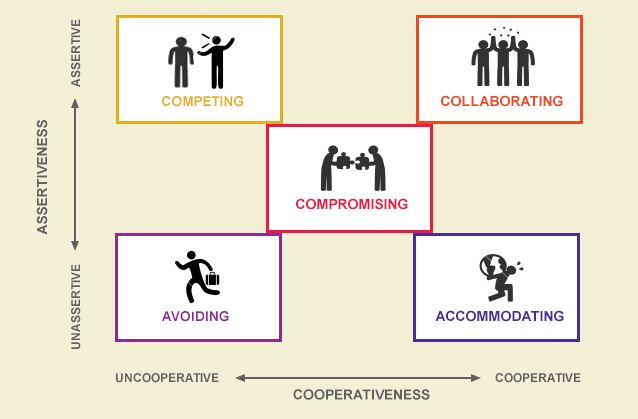 ASSERTIVE
ASSERTIVENESS
UNASSERTIVE
COMPETING
COLLABORATING
COMPROMISING
AVOIDING
ACCOMMODATING
UNCOOPERATIVE
COOPERATIVE
COOPERATIVENESS